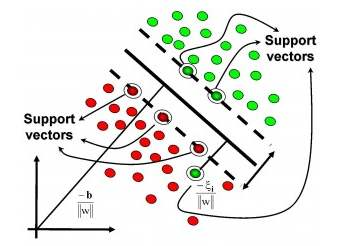 Support
vectors
Support
vectors
-b
‖w‖
-ξi
‖w‖